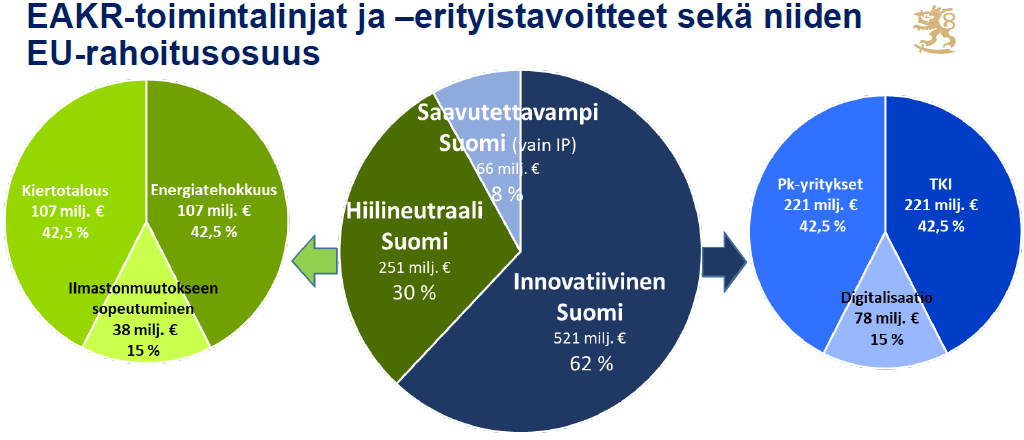 EAKR-toimintalinjat ja –erityistavoitteet sekä niiden
EU-rahoitusosuus
Kiertotalous
107 milj. €
42,5 %
Energiatehokkuus
107 milj. €
42,5 %
Ilmastonmuutokseen
sopeutuminen
38 milj. €
15 %
Saavutettavampi
Suomi (vain IP)
66 milj. €
8 %
Hiilineutraali
Suomi
251 milj. €
30 %
Innovatiivinen
Suomi
521 milj. €
62 %
Pk-yritykset
221 milj. €
42,5 %
TKI
221 milj. €
42,5 %
Digitalisaatio
78 milj. €
15 %